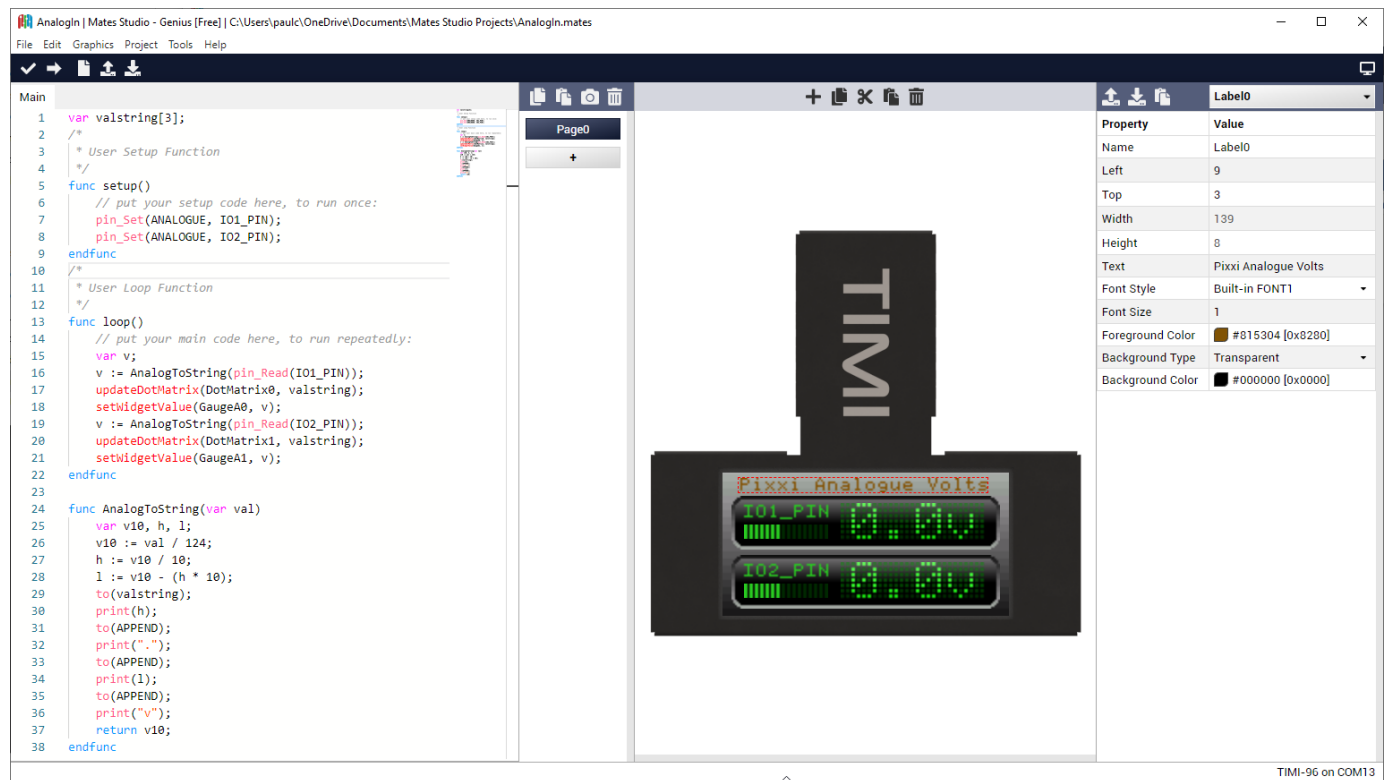 AnalogIn | Mates Studio - Genius [Free] | C:\Users\paulc\OneDrive\Documents\Mates Studio Projects\AnalogIn.mates
File Edit Graphics Project Tools Help
Main
1 var valstring[3];
2 /*
3 * User Setup Function
4 */
5 func setup()
6 // put your setup code here, to run once:
7 pin_Set(ANALOGUE, IO1_PIN);
8 pin_Set(ANALOGUE, IO2_PIN);
9 endfunc
10 /*
11 * User Loop Function
12 */
13 func loop()
14 // put your main code here, to run repeatedly:
15 var v;
16 v := AnalogToString(pin_Read(IO1_PIN));
17 updateDotMatrix(DotMatrix0, valstring);
18 setWidgetValue(GaugeA0, v);
19 v := AnalogToString(pin_Read(IO2_PIN));
20 updateDotMatrix(DotMatrix1, valstring);
21 setWidgetValue(GaugeA1, v);
22 endfunc
23
24 func AnalogToString(var val)
25 var v10, h, l;
26 v10 := val / 124;
27 h := v10 / 10;
28 l := v10 - (h * 10);
29 to(valstring);
30 print(h);
31 to(APPEND);
32 print(".");
33 to(APPEND);
34 print(l);
35 to(APPEND);
36 print("v");
37 return v10;
38 endfunc
Page0
+
TIMI
Pixxi Analogue Volts
IO1_PIN 0.0v
IO2_PIN 0.0v
Label0
Property Value
Name Label0
Left 9
Top 3
Width 139
Height 8
Text Pixxi Analogue Volts
Font Style Built-in FONT1
Font Size 1
Foreground Color #815304 [0x8280]
Background Type Transparent
Background Color #000000 [0x0000]
TIMI-96 on COM13